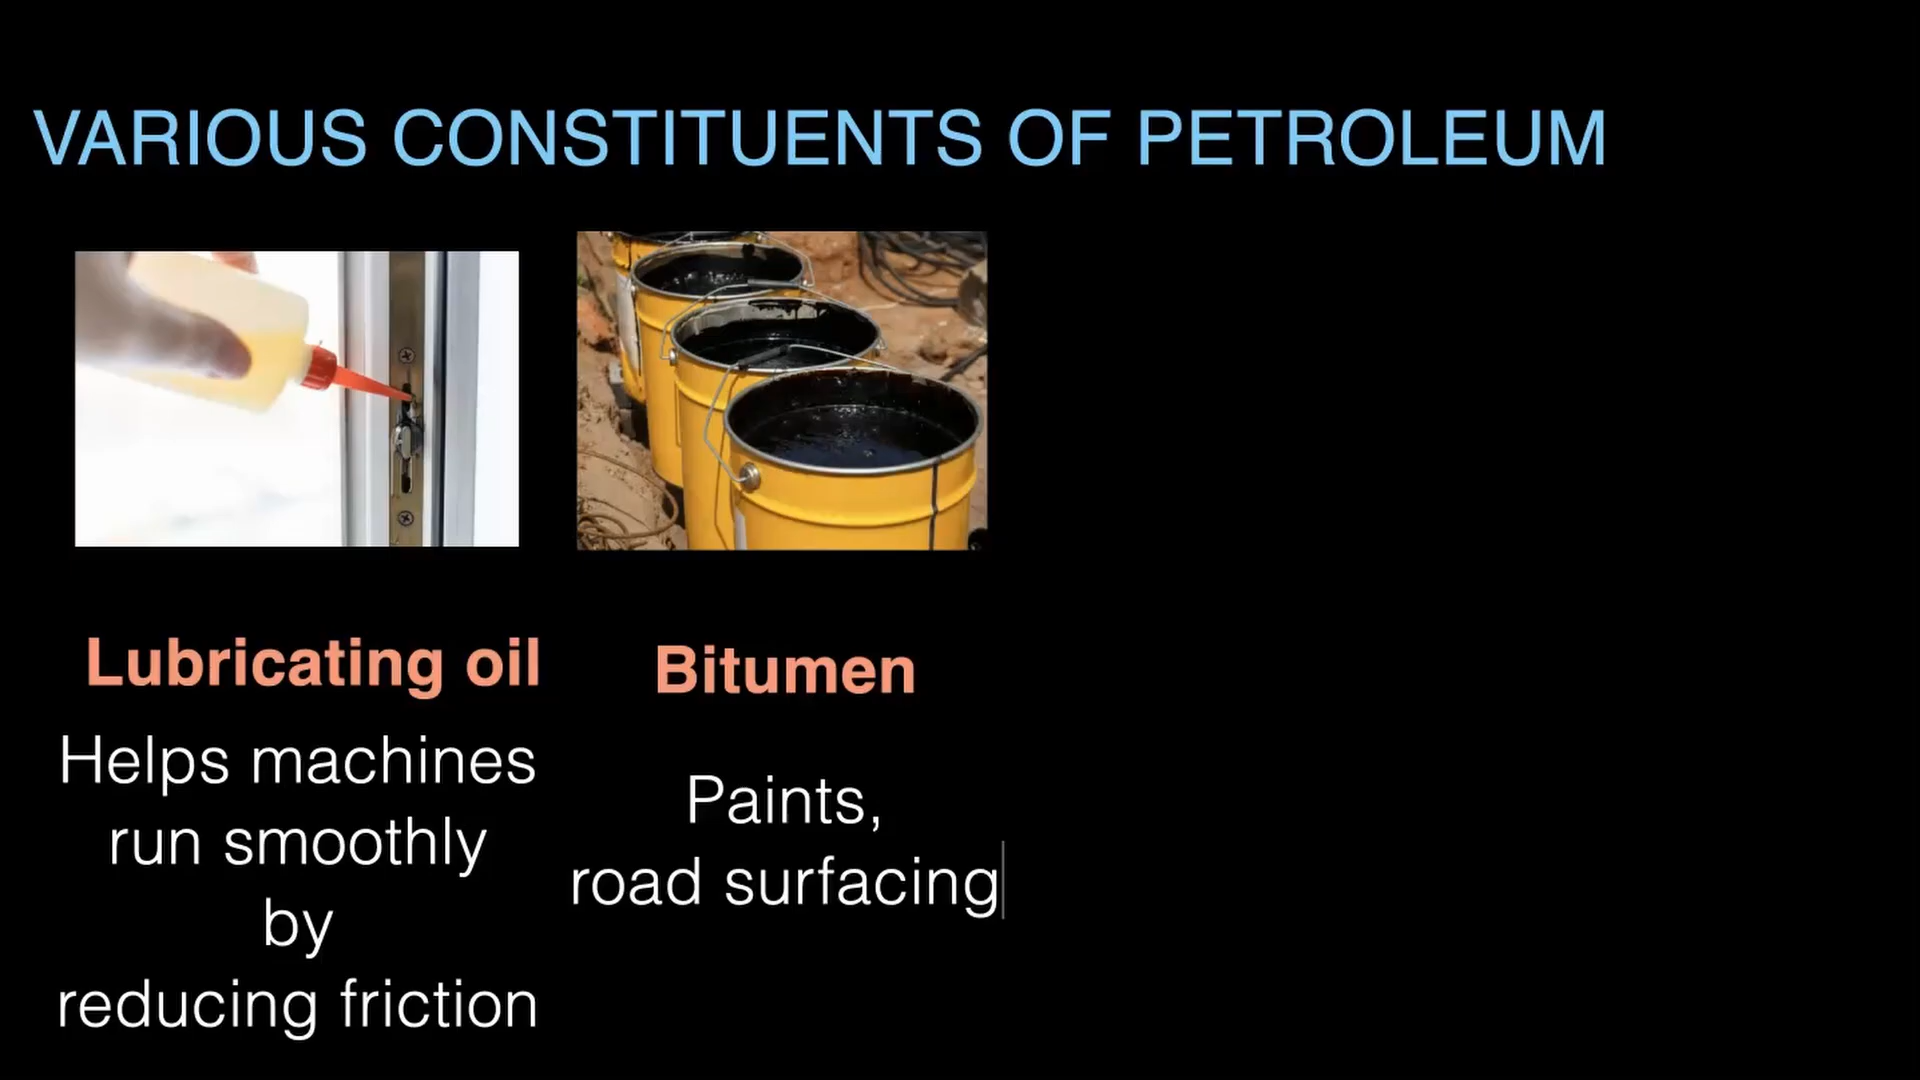 VARIOUS CONSTITUENTS OF PETROLEUM
Lubricating oil
Helps machines
run smoothly
by
reducing friction
Bitumen
Paints,
road surfacing